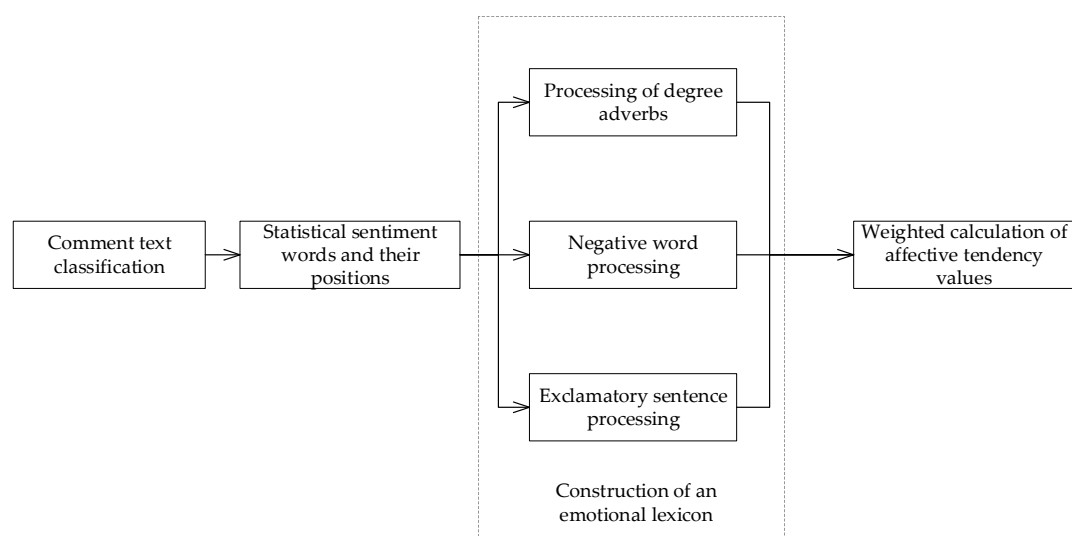 Comment text
classification
Statistical sentiment
words and their
positions
Processing of degree
adverbs
Negative word
processing
Exclamatory sentence
processing
Construction of an
emotional lexicon
Weighted calculation of
affective tendency
values